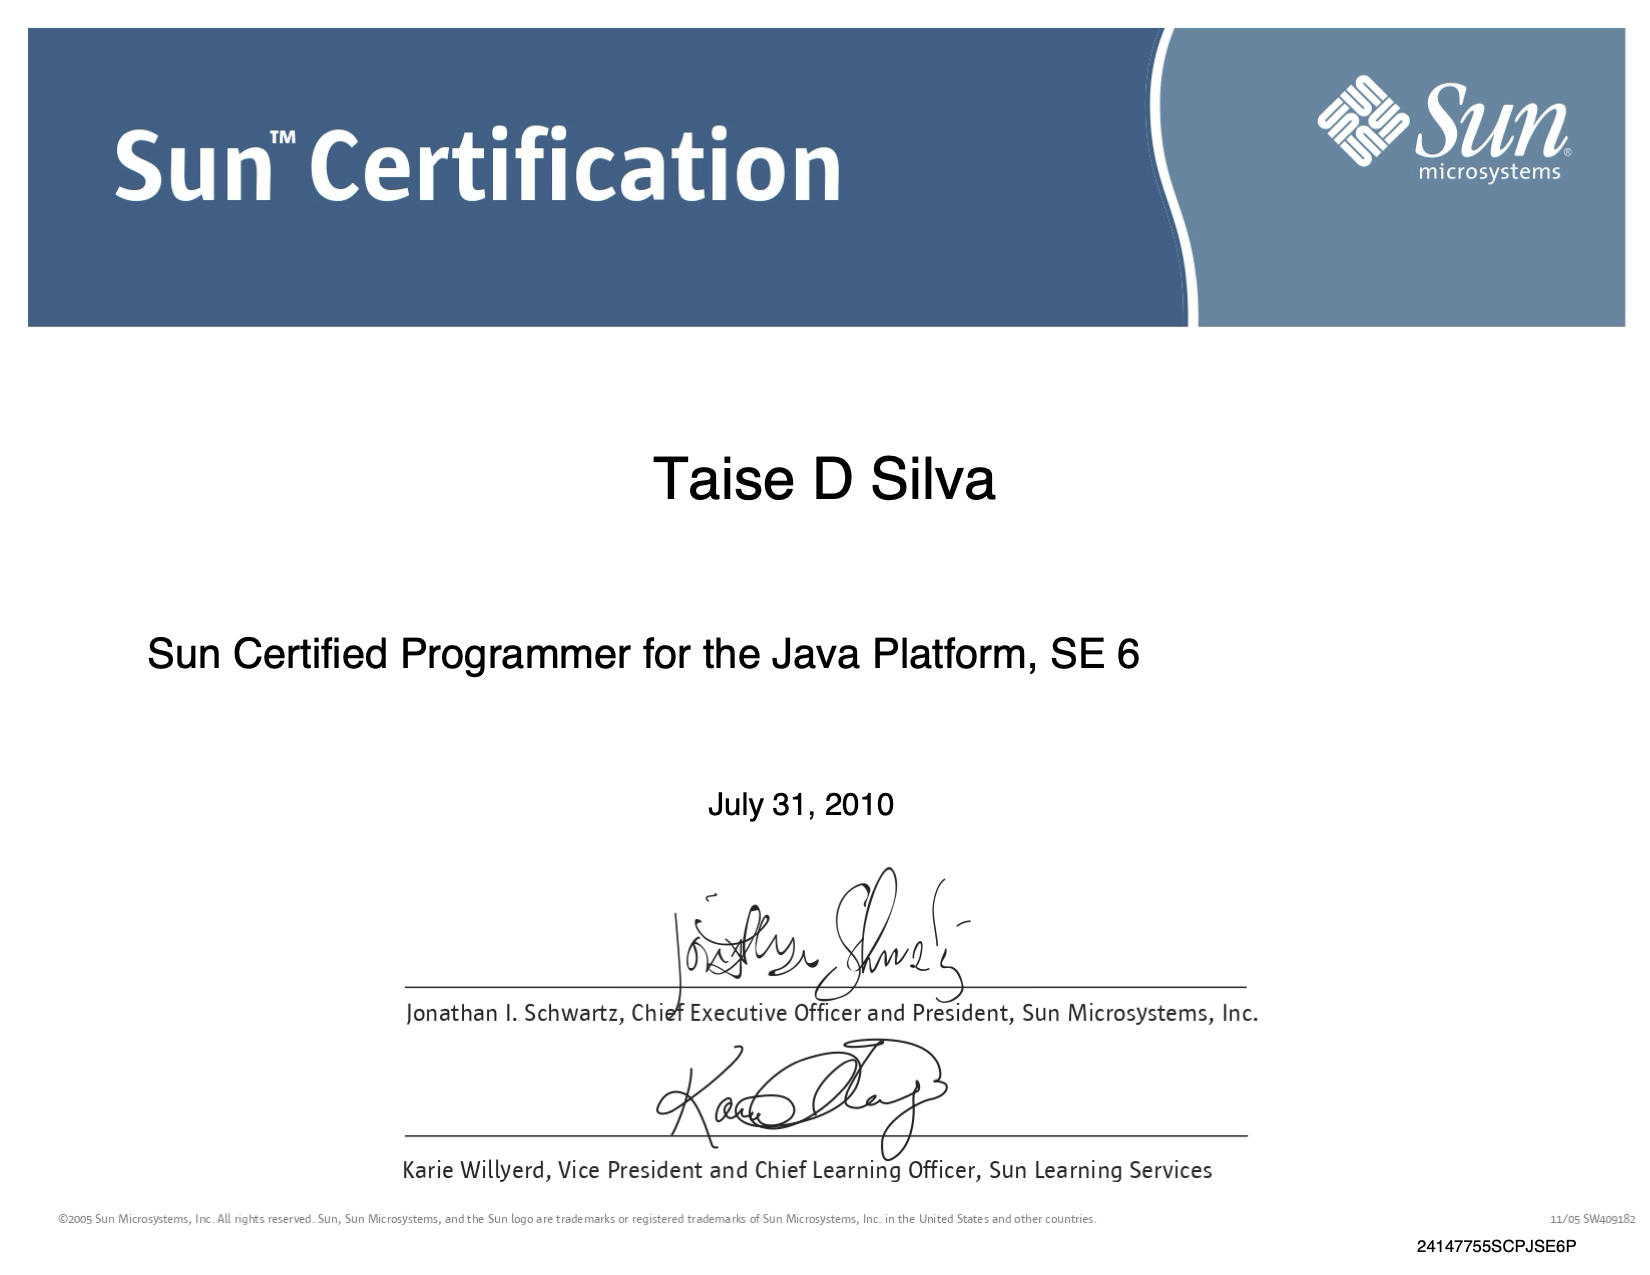 Sun™ Certification
Sun®
microsystems
Taise D Silva
Sun Certified Programmer for the Java Platform, SE 6
July 31, 2010
Jonathan Schwartz
Jonathan I. Schwartz, Chief Executive Officer and President, Sun Microsystems, Inc.
Karie Willyerd, Vice President and Chief Learning Officer, Sun Learning Services
©2005 Sun Microsystems, Inc. All rights reserved. Sun, Sun Microsystems, and the Sun logo are trademarks or registered trademarks of Sun Microsystems, Inc. in the United States and other countries.
11/05 SW409182
24147755SCPJSE6P